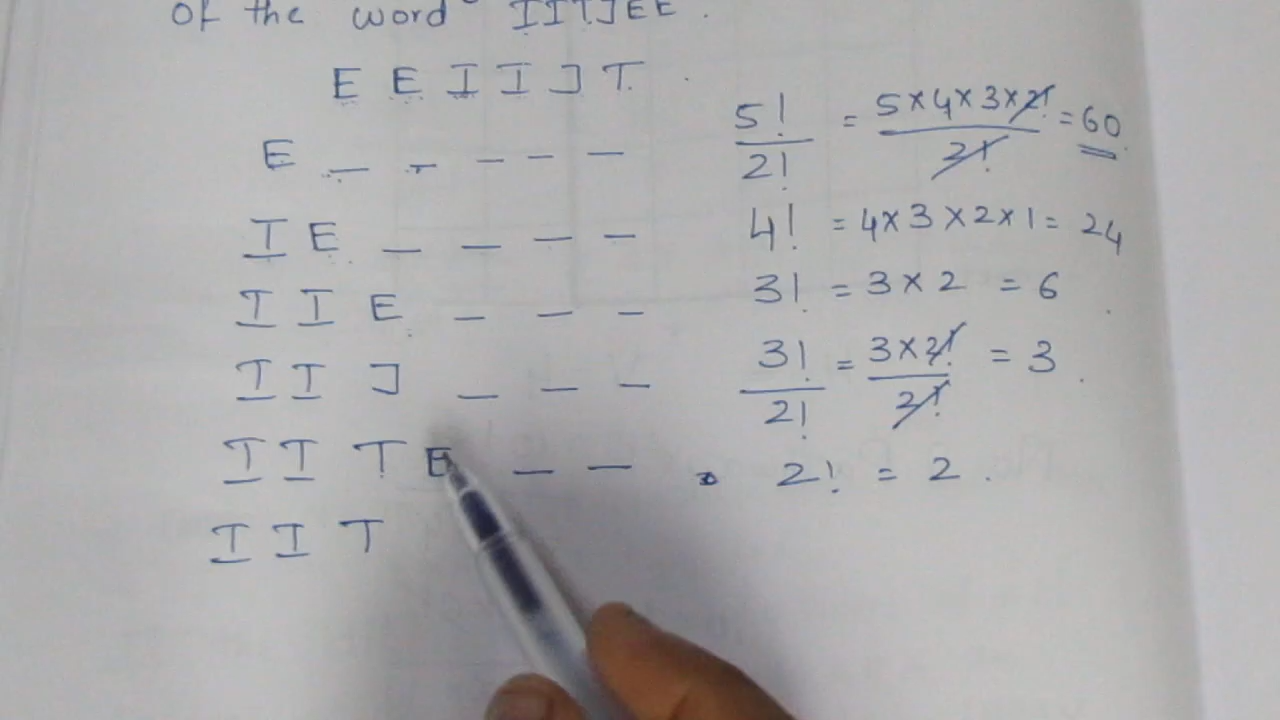 of the word IITJEE.
E E I I J T.
E _ _ _ _ _ 5!/2! = 5×4×3×2!/2! = 60
I E _ _ _ _ 4! = 4×3×2×1 = 24
I I E _ _ _ 3! = 3×2 = 6
I I J _ _ _ 3!/2! = 3×2!/2! = 3.
I I T E _ _ 2! = 2.
I I T